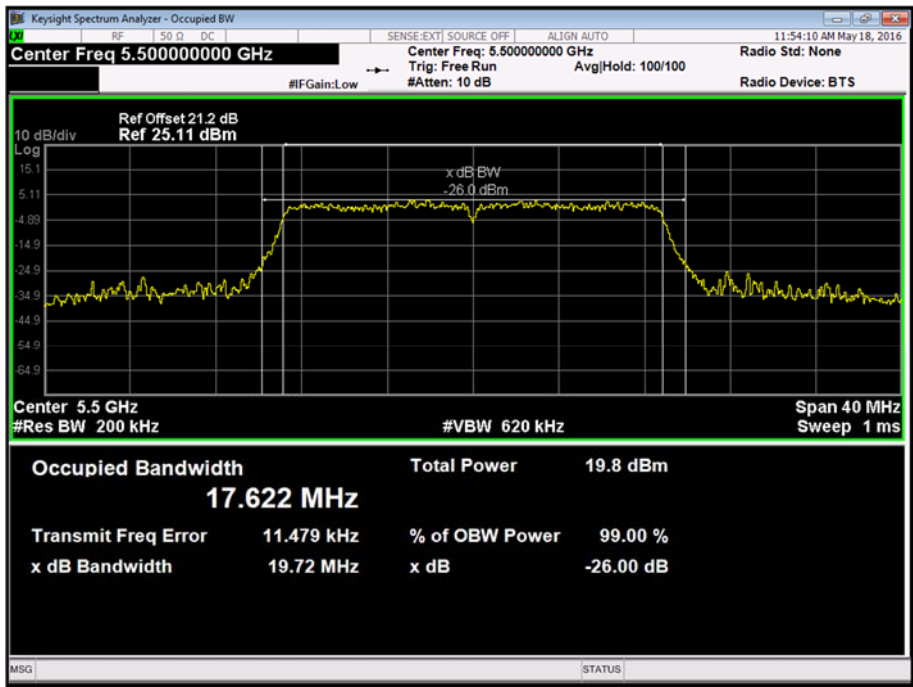 Keysight Spectrum Analyzer - Occupied BW
LXI RF 50 Ω DC SENSE:EXT SOURCE OFF ALIGN AUTO 11:54:10 AM May 18, 2016
Center Freq 5.500000000 GHz Center Freq: 5.500000000 GHz Radio Std: None
Trig: Free Run Avg|Hold: 100/100
#IFGain:Low #Atten: 10 dB Radio Device: BTS
Ref Offset 21.2 dB
10 dB/div Ref 25.11 dBm
Log
15.1
x dB BW
5.11
-26.0 dBm
-4.89
-14.9
-24.9
-34.9
-44.9
-54.9
-64.9
Center 5.5 GHz Span 40 MHz
#Res BW 200 kHz #VBW 620 kHz Sweep 1 ms
Occupied Bandwidth Total Power 19.8 dBm
17.622 MHz
Transmit Freq Error 11.479 kHz % of OBW Power 99.00 %
x dB Bandwidth 19.72 MHz x dB -26.00 dB
MSG STATUS